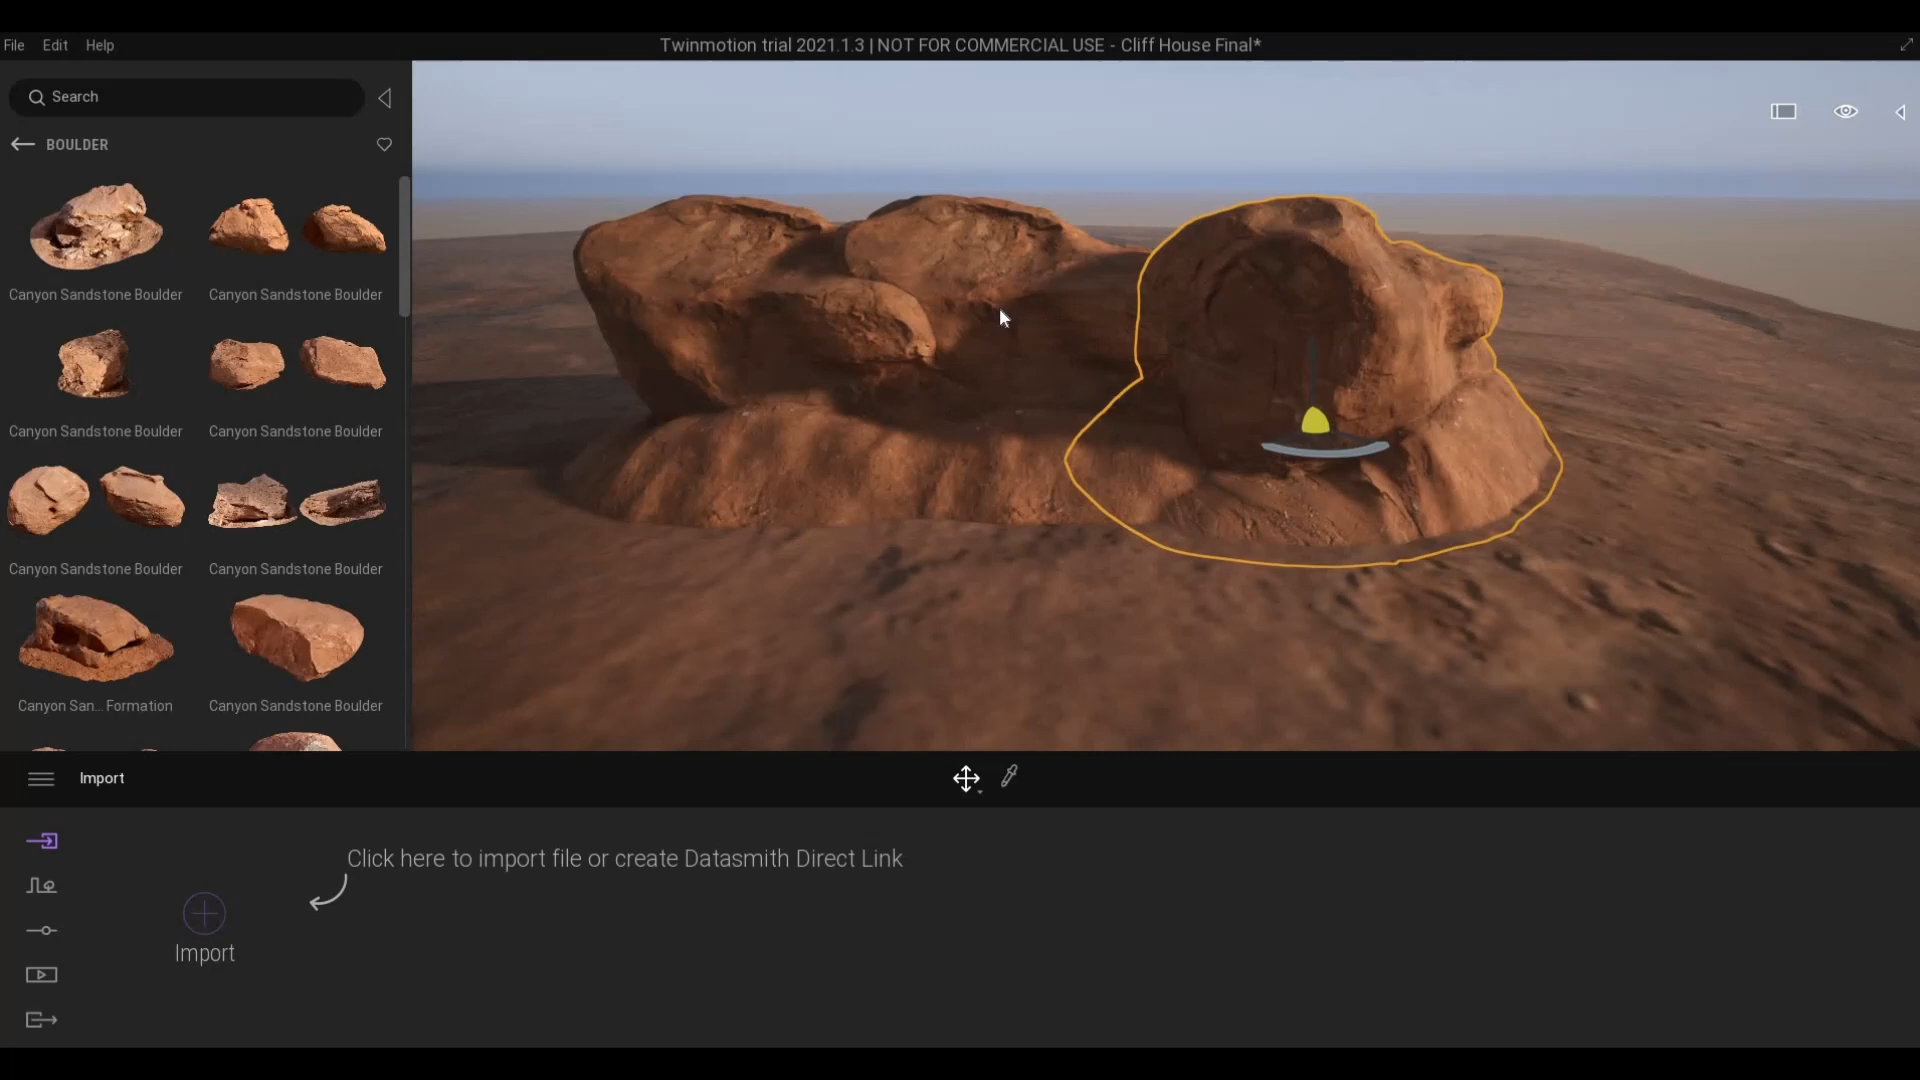 File Edit Help
Twinmotion trial 2021.1.3 | NOT FOR COMMERCIAL USE - Cliff House Final*
Search
BOULDER
Canyon Sandstone Boulder
Canyon Sandstone Boulder
Canyon Sandstone Boulder
Canyon Sandstone Boulder
Canyon Sandstone Boulder
Canyon Sandstone Boulder
Canyon San... Formation
Canyon Sandstone Boulder
Import
Click here to import file or create Datasmith Direct Link
Import